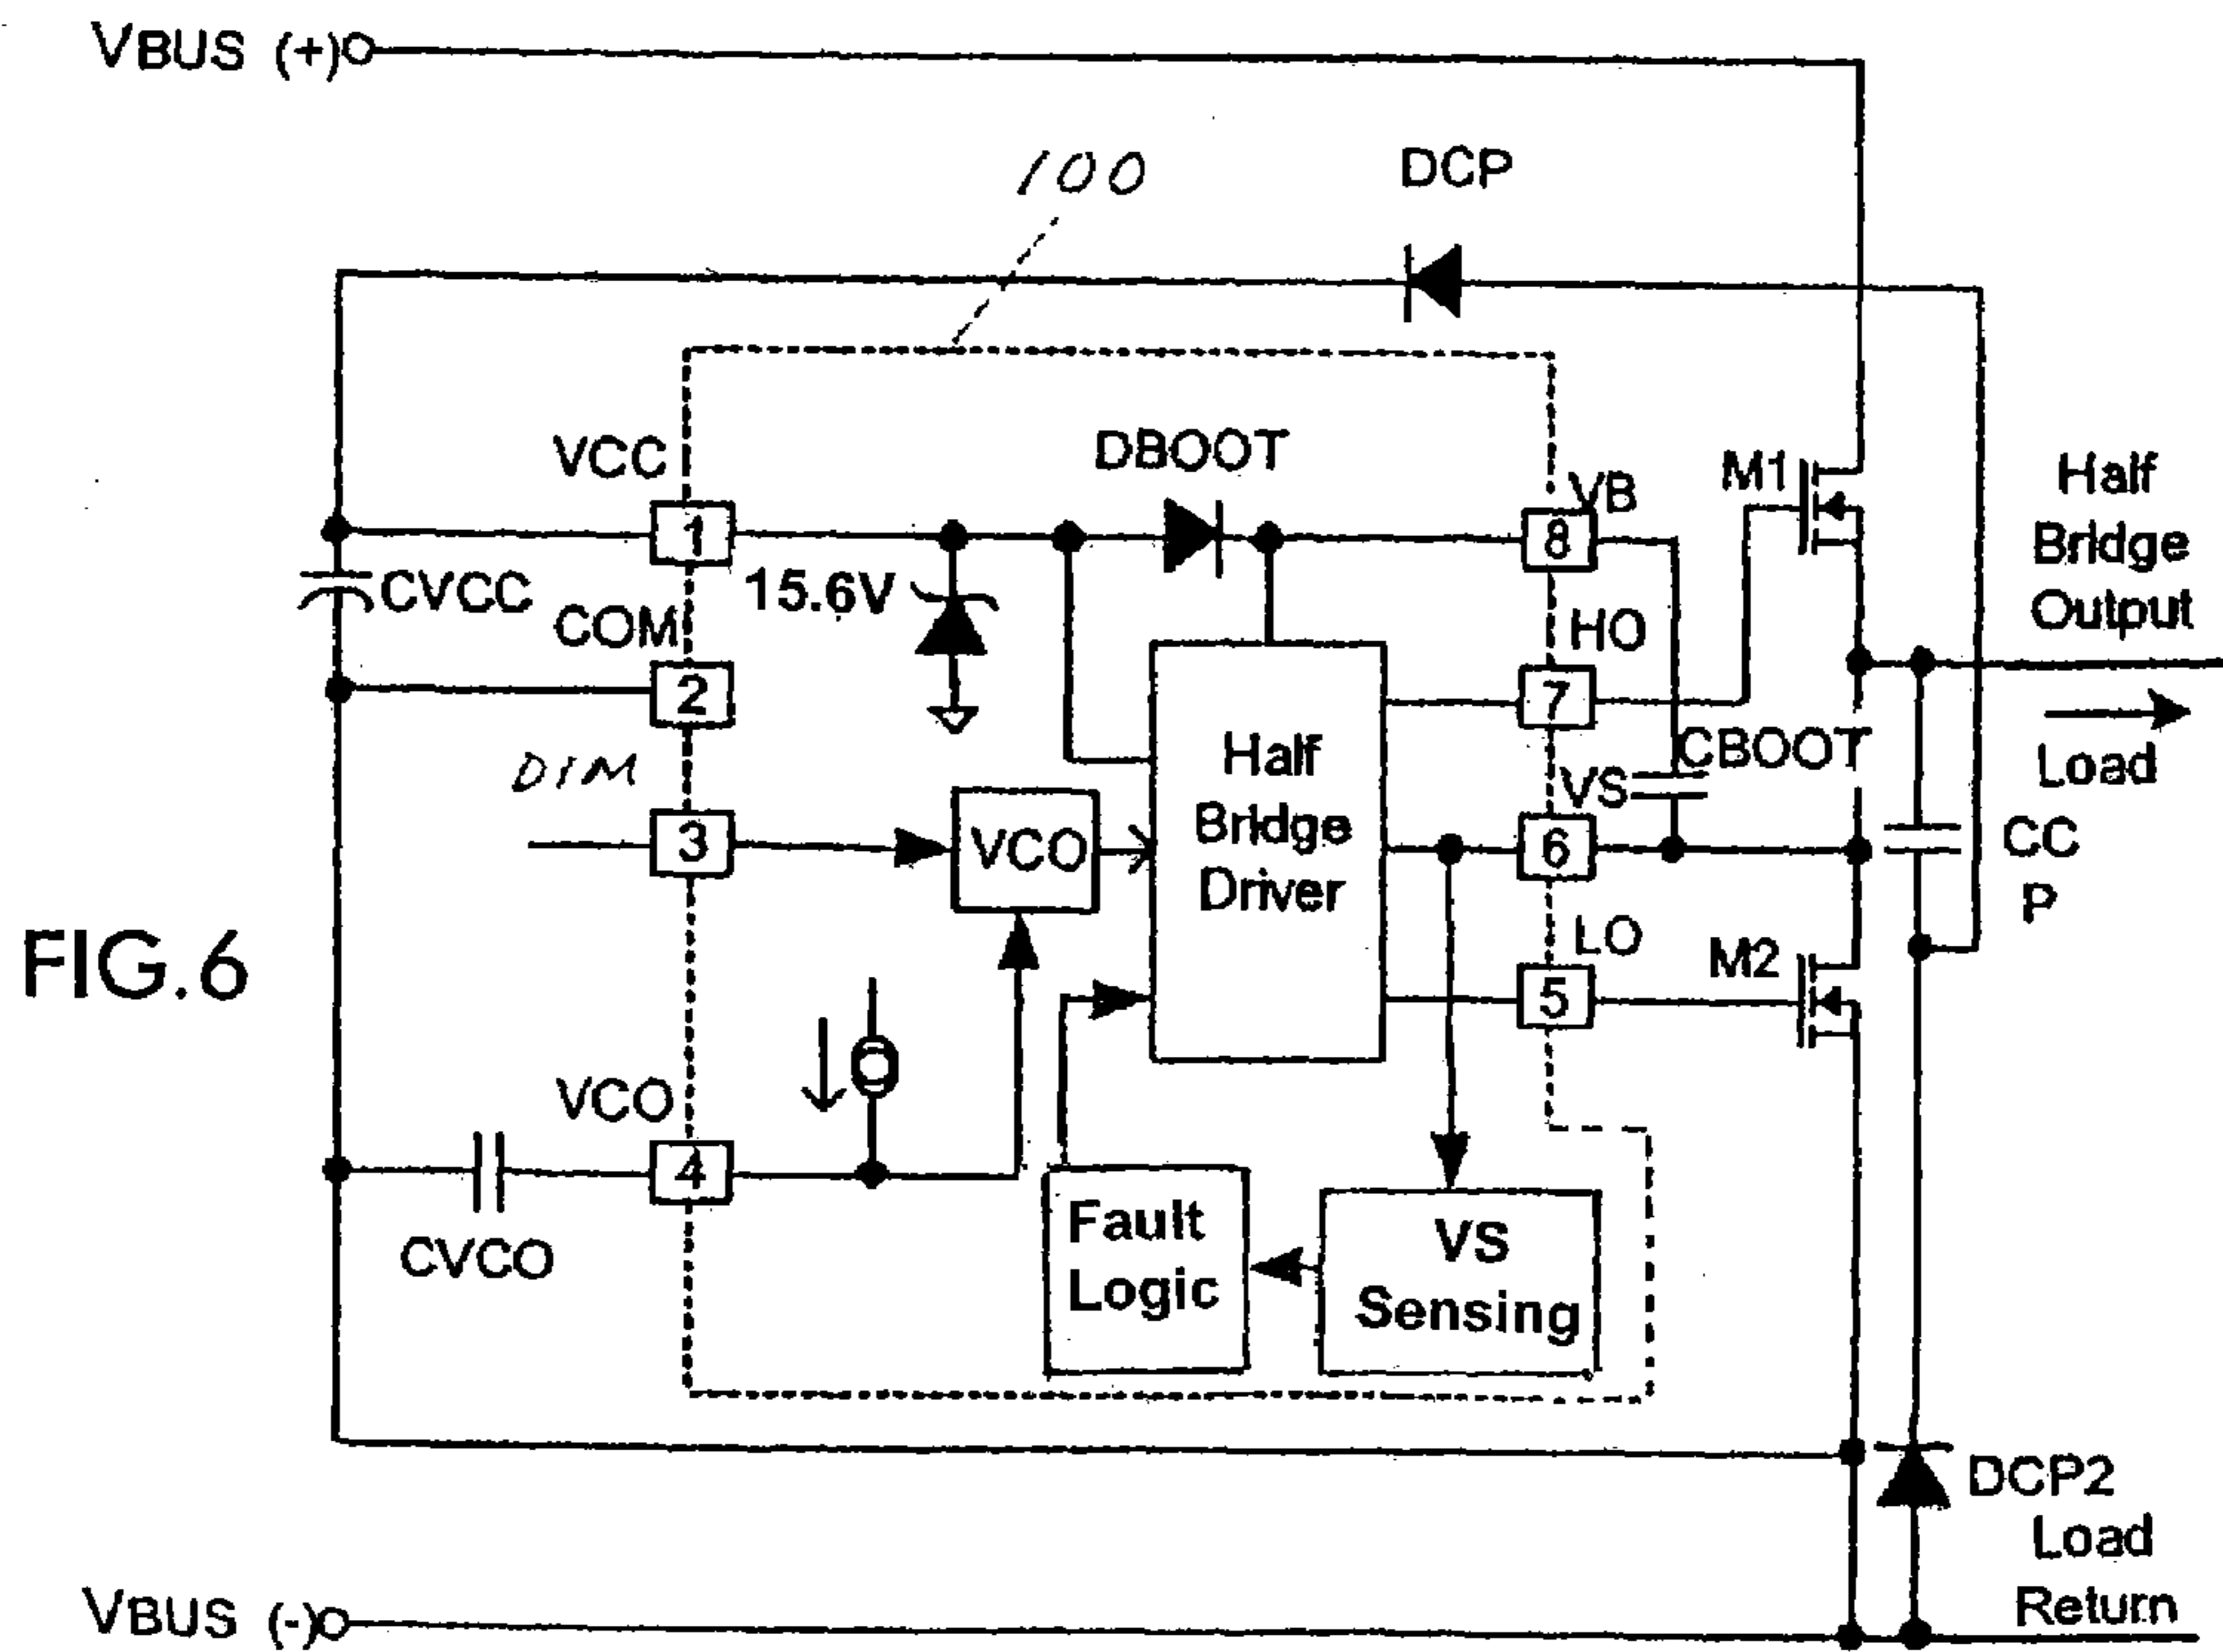 VBUS (+)
100
DCP
VCC
DBOOT
VB
M1
Half
Bridge
Output
1
8
CVCC
15.6V
COM
HO
2
7
DIM
Half
Bridge
Driver
CBOOT
VS
Load
3
VCO
6
CC
P
FIG.6
LO
M2
5
VCO
4
CVCO
Fault
Logic
VS
Sensing
DCP2
Load
Return
VBUS (-)